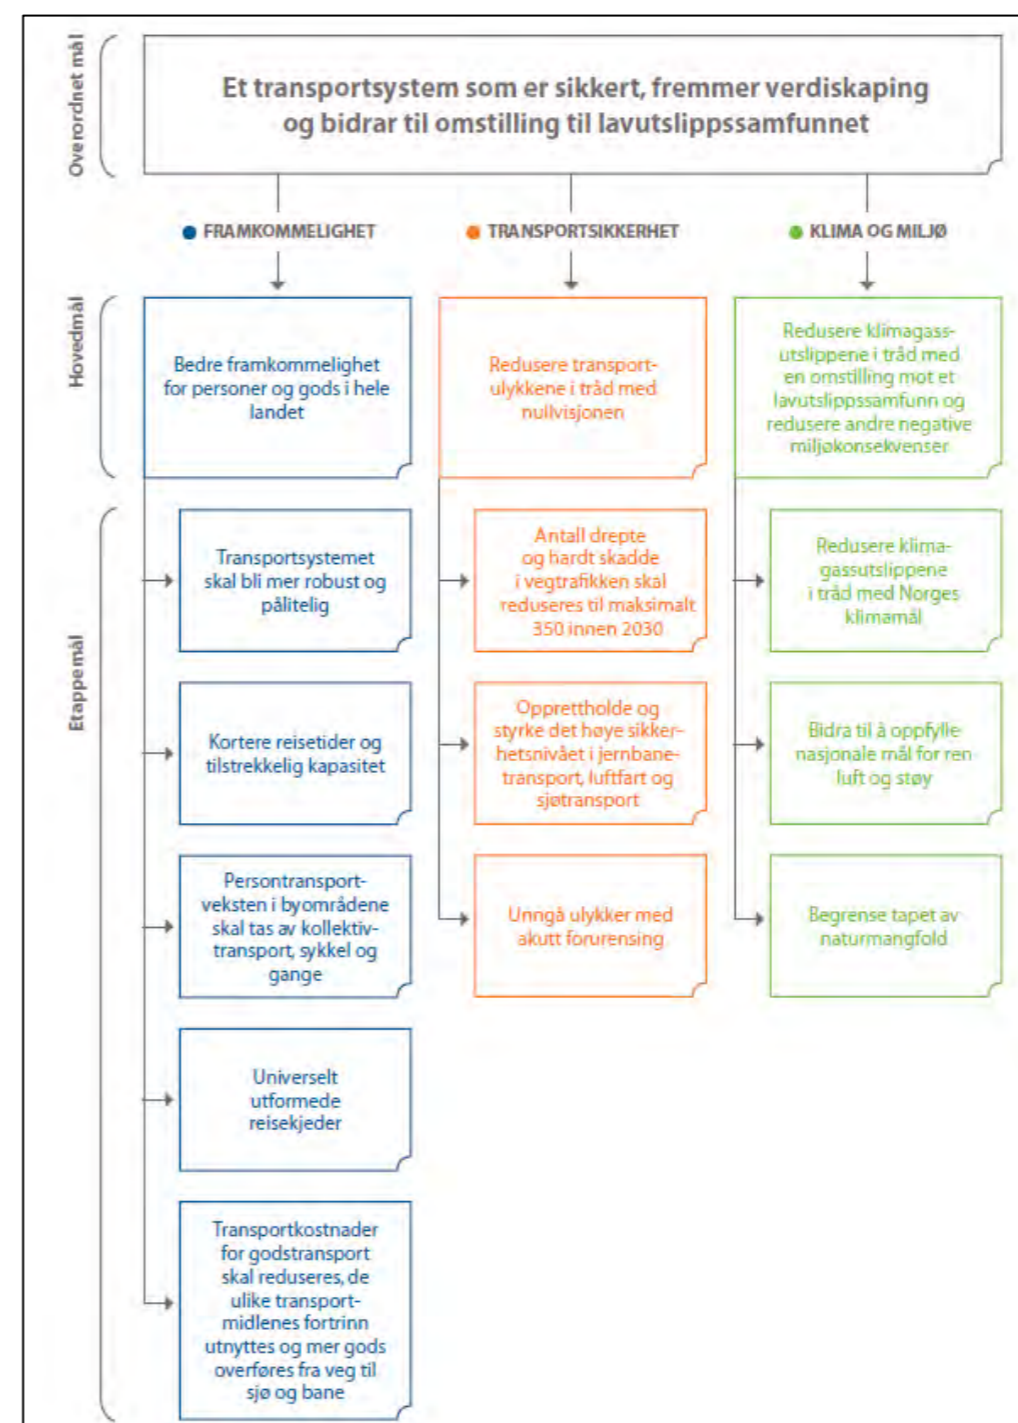 Overordnet mål
Et transportsystem som er sikkert, fremmer verdiskaping
og bidrar til omstilling til lavutslippssamfunnet
FRAMKOMMELIGHET
TRANSPORTSIKKERHET
KLIMA OG MILJØ
Hovedmål
Bedre framkommelighet
for personer og gods i hele
landet
Redusere transport-
ulykkene i tråd med
nullvisjonen
Redusere klimagass-
utslippene i tråd med
en omstilling mot et
lavutslippssamfunn og
redusere andre negative
miljøkonsekvenser
Etappemål
Transportsystemet
skal bli mer robust og
pålitelig
Kortere reisetider og
tilstrekkelig kapasitet
Persontransport-
veksten i byområdene
skal tas av kollektiv-
transport, sykkel og
gange
Universelt
utformede
reisekjeder
Transportkostnader
for godstransport
skal reduseres, de
ulike transport-
midlenes fortrinn
utnyttes og mer gods
overføres fra veg til
sjø og bane
Antall drepte
og hardt skadde
i vegtrafikken skal
reduseres til maksimalt
350 innen 2030
Opprettholde og
styrke det høye sikker-
hetsnivået i jernbane-
transport, luftfart og
sjøtransport
Unngå ulykker med
akutt forurensing
Redusere klima-
gassutslippene
i tråd med Norges
klimamål
Bidra til å oppfylle
nasjonale mål for ren
luft og støy
Begrense tapet av
naturmangfold